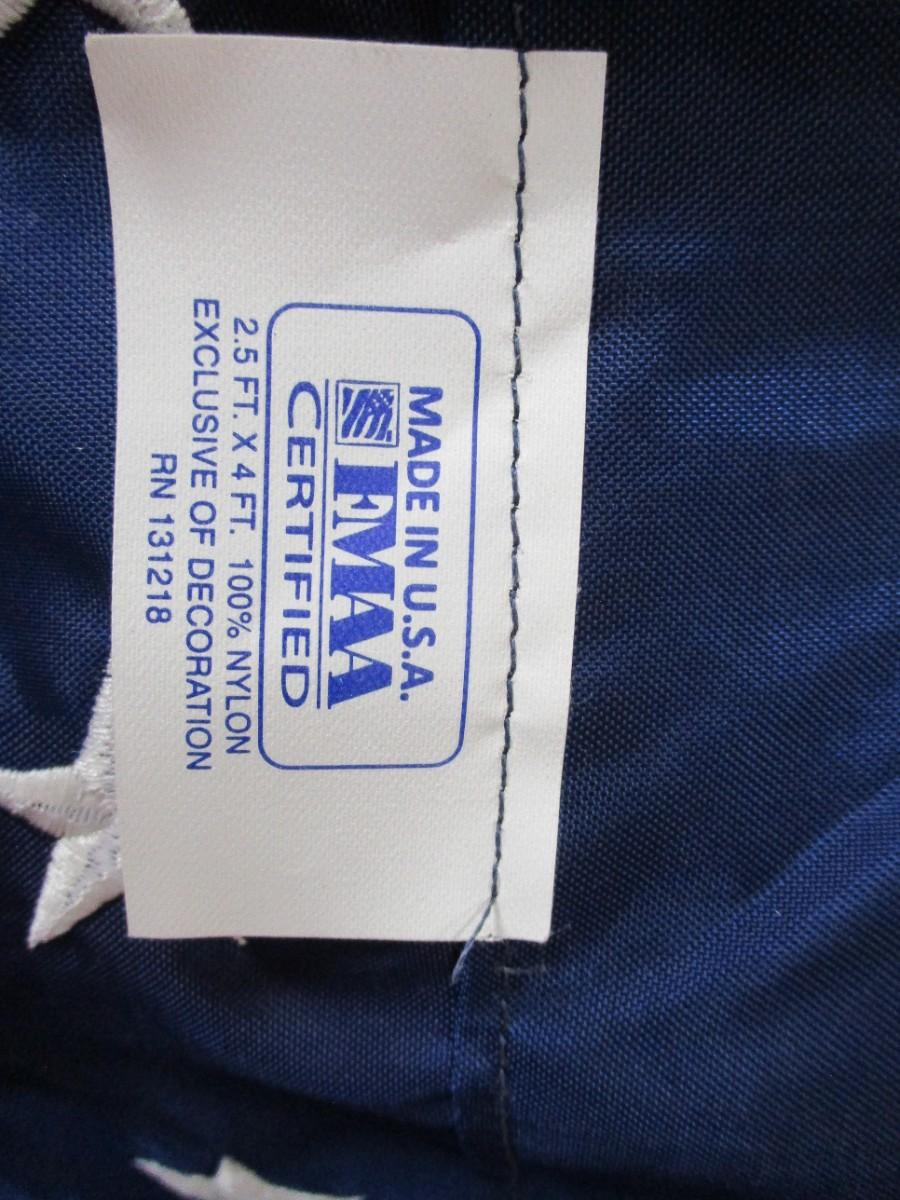 MADE IN U.S.A.
FMAA
CERTIFIED
2.5 FT. X 4 FT. 100% NYLON
EXCLUSIVE OF DECORATION
RN 131218